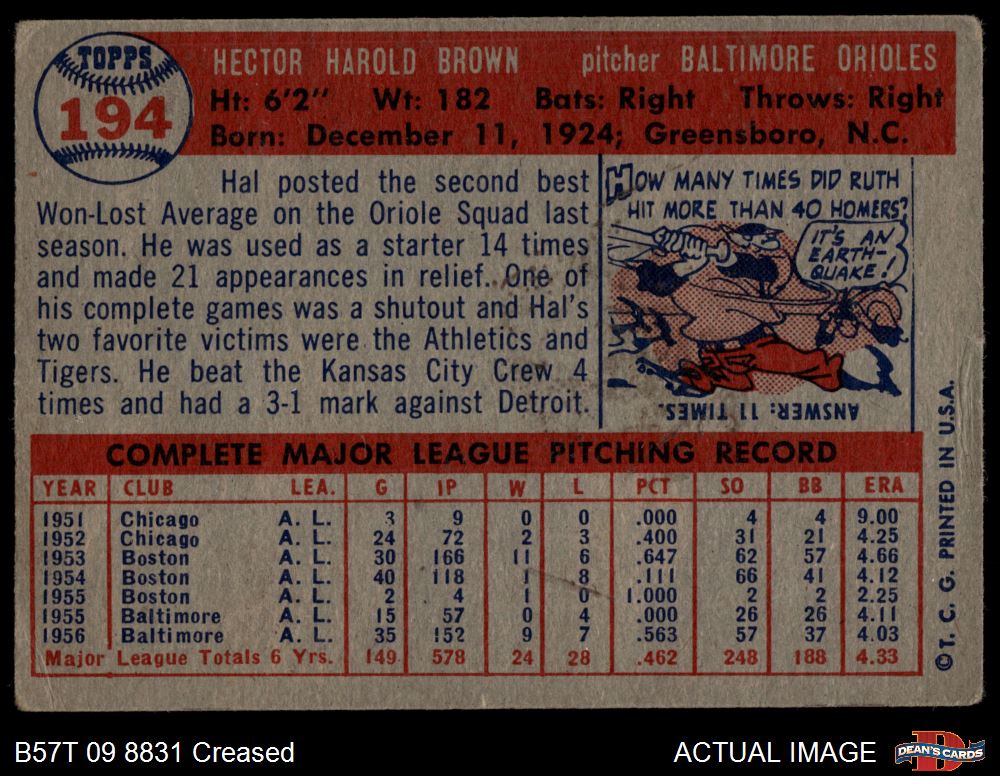 TOPPS
194
HECTOR HAROLD BROWN pitcher BALTIMORE ORIOLES
Ht: 6'2" Wt: 182 Bats: Right Throws: Right
Born: December 11, 1924; Greensboro, N.C.
Hal posted the second best
Won-Lost Average on the Oriole Squad last
season. He was used as a starter 14 times
and made 21 appearances in relief. One of
his complete games was a shutout and Hal's
two favorite victims were the Athletics and
Tigers. He beat the Kansas City Crew 4
times and had a 3-1 mark against Detroit.
HOW MANY TIMES DID RUTH
HIT MORE THAN 40 HOMERS?
IT'S AN
EARTH-
QUAKE!
ANSWER: 11 TIMES.
COMPLETE MAJOR LEAGUE PITCHING RECORD
YEAR CLUB LEA. G IP W L PCT SO BB ERA
1951 Chicago A. L. 3 9 0 0 .000 4 4 9.00
1952 Chicago A. L. 24 72 2 3 .400 31 21 4.25
1953 Boston A. L. 30 166 11 6 .647 62 57 4.66
1954 Boston A. L. 40 118 1 8 .111 66 41 4.12
1955 Boston A. L. 2 4 1 0 1.000 2 2 2.25
1955 Baltimore A. L. 15 57 0 4 .000 26 26 4.11
1956 Baltimore A. L. 35 152 9 7 .563 57 37 4.03
Major League Totals 6 Yrs. 149 578 24 28 .462 248 188 4.33
©T. C. G. PRINTED IN U.S.A.
B57T 09 8831 Creased
ACTUAL IMAGE
DEAN'S CARDS